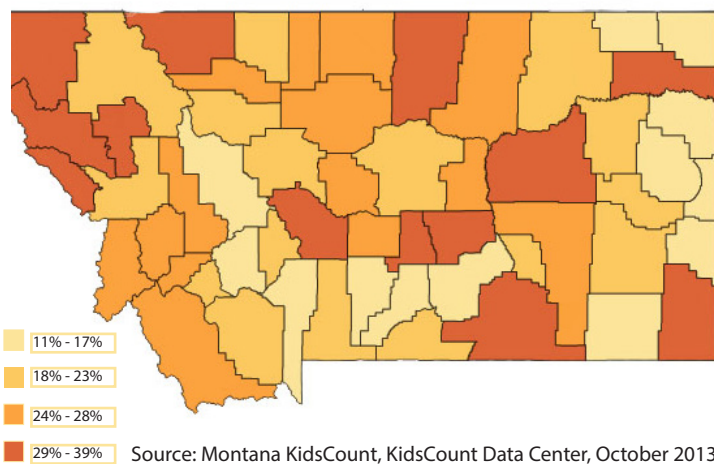 11% - 17%
18% - 23%
24% - 28%
29% - 39%
Source: Montana KidsCount, KidsCount Data Center, October 2013